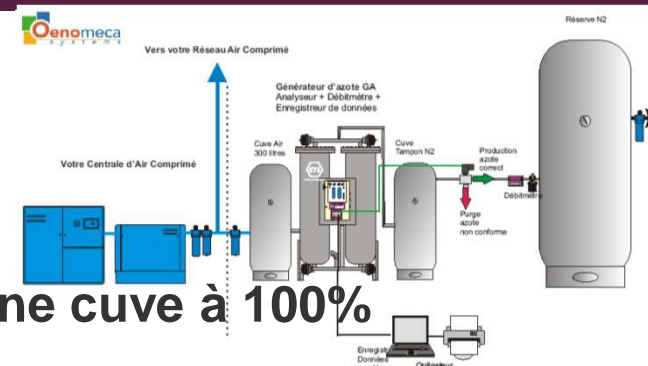 Oenomeca
systems
Réserve N2
Vers votre Réseau Air Comprimé
Générateur d'azote GA
Analyseur + Débitmètre +
Enregistreur de données
Cuve Air
300 litres
Cuve
Tampon N2
Production
azote
correct
Votre Centrale d'Air Comprimé
Débitmètre
Purge
azote
non conforme
ne cuve à 100%
Enregist
Données
Ordinateur